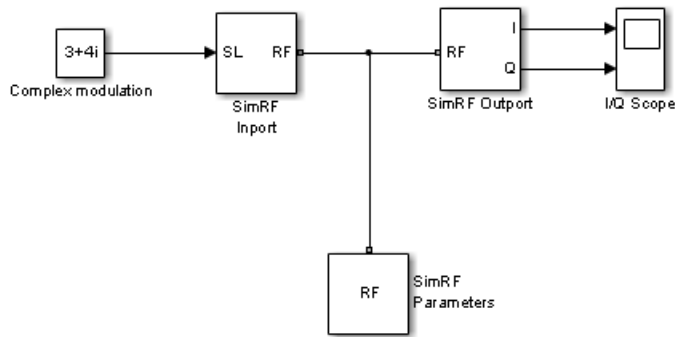 3+4i
Complex modulation
SL RF
SimRF
Inport
RF
I
Q
SimRF Outport
I/Q Scope
RF
SimRF
Parameters